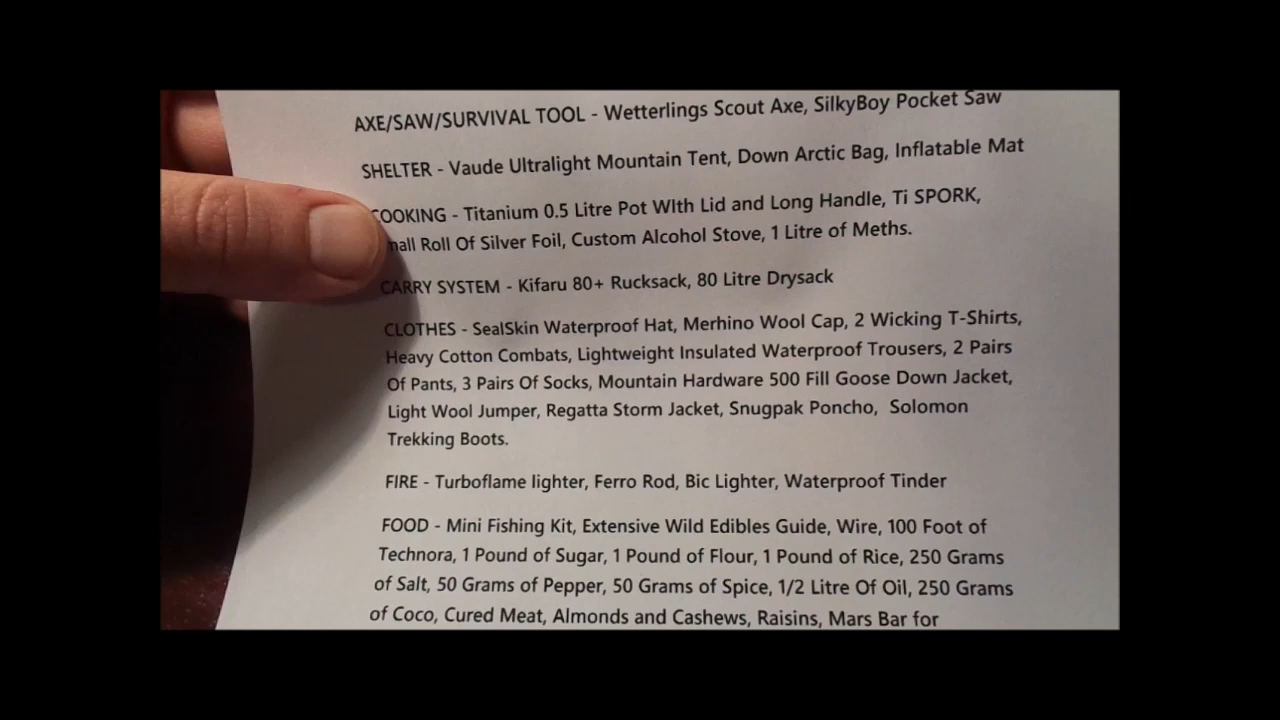 AXE/SAW/SURVIVAL TOOL - Wetterlings Scout Axe, SilkyBoy Pocket Saw
SHELTER - Vaude Ultralight Mountain Tent, Down Arctic Bag, Inflatable Mat
COOKING - Titanium 0.5 Litre Pot WIth Lid and Long Handle, Ti SPORK,
Small Roll Of Silver Foil, Custom Alcohol Stove, 1 Litre of Meths.
CARRY SYSTEM - Kifaru 80+ Rucksack, 80 Litre Drysack
CLOTHES - SealSkin Waterproof Hat, Merhino Wool Cap, 2 Wicking T-Shirts,
Heavy Cotton Combats, Lightweight Insulated Waterproof Trousers, 2 Pairs
Of Pants, 3 Pairs Of Socks, Mountain Hardware 500 Fill Goose Down Jacket,
Light Wool Jumper, Regatta Storm Jacket, Snugpak Poncho, Solomon
Trekking Boots.
FIRE - Turboflame lighter, Ferro Rod, Bic Lighter, Waterproof Tinder
FOOD - Mini Fishing Kit, Extensive Wild Edibles Guide, Wire, 100 Foot of
Technora, 1 Pound of Sugar, 1 Pound of Flour, 1 Pound of Rice, 250 Grams
of Salt, 50 Grams of Pepper, 50 Grams of Spice, 1/2 Litre Of Oil, 250 Grams
of Coco, Cured Meat, Almonds and Cashews, Raisins, Mars Bar for